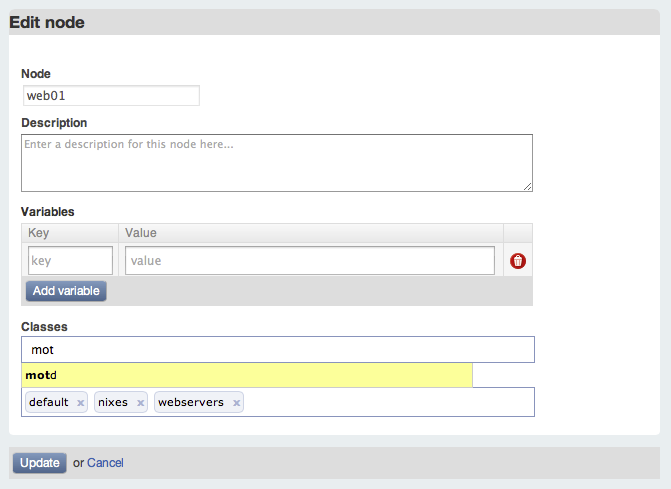 Edit node
Node
web01
Description
Enter a description for this node here...
Variables
Key Value
key value
Add variable
Classes
mot
motd
default x nixes x webservers x
Update or Cancel